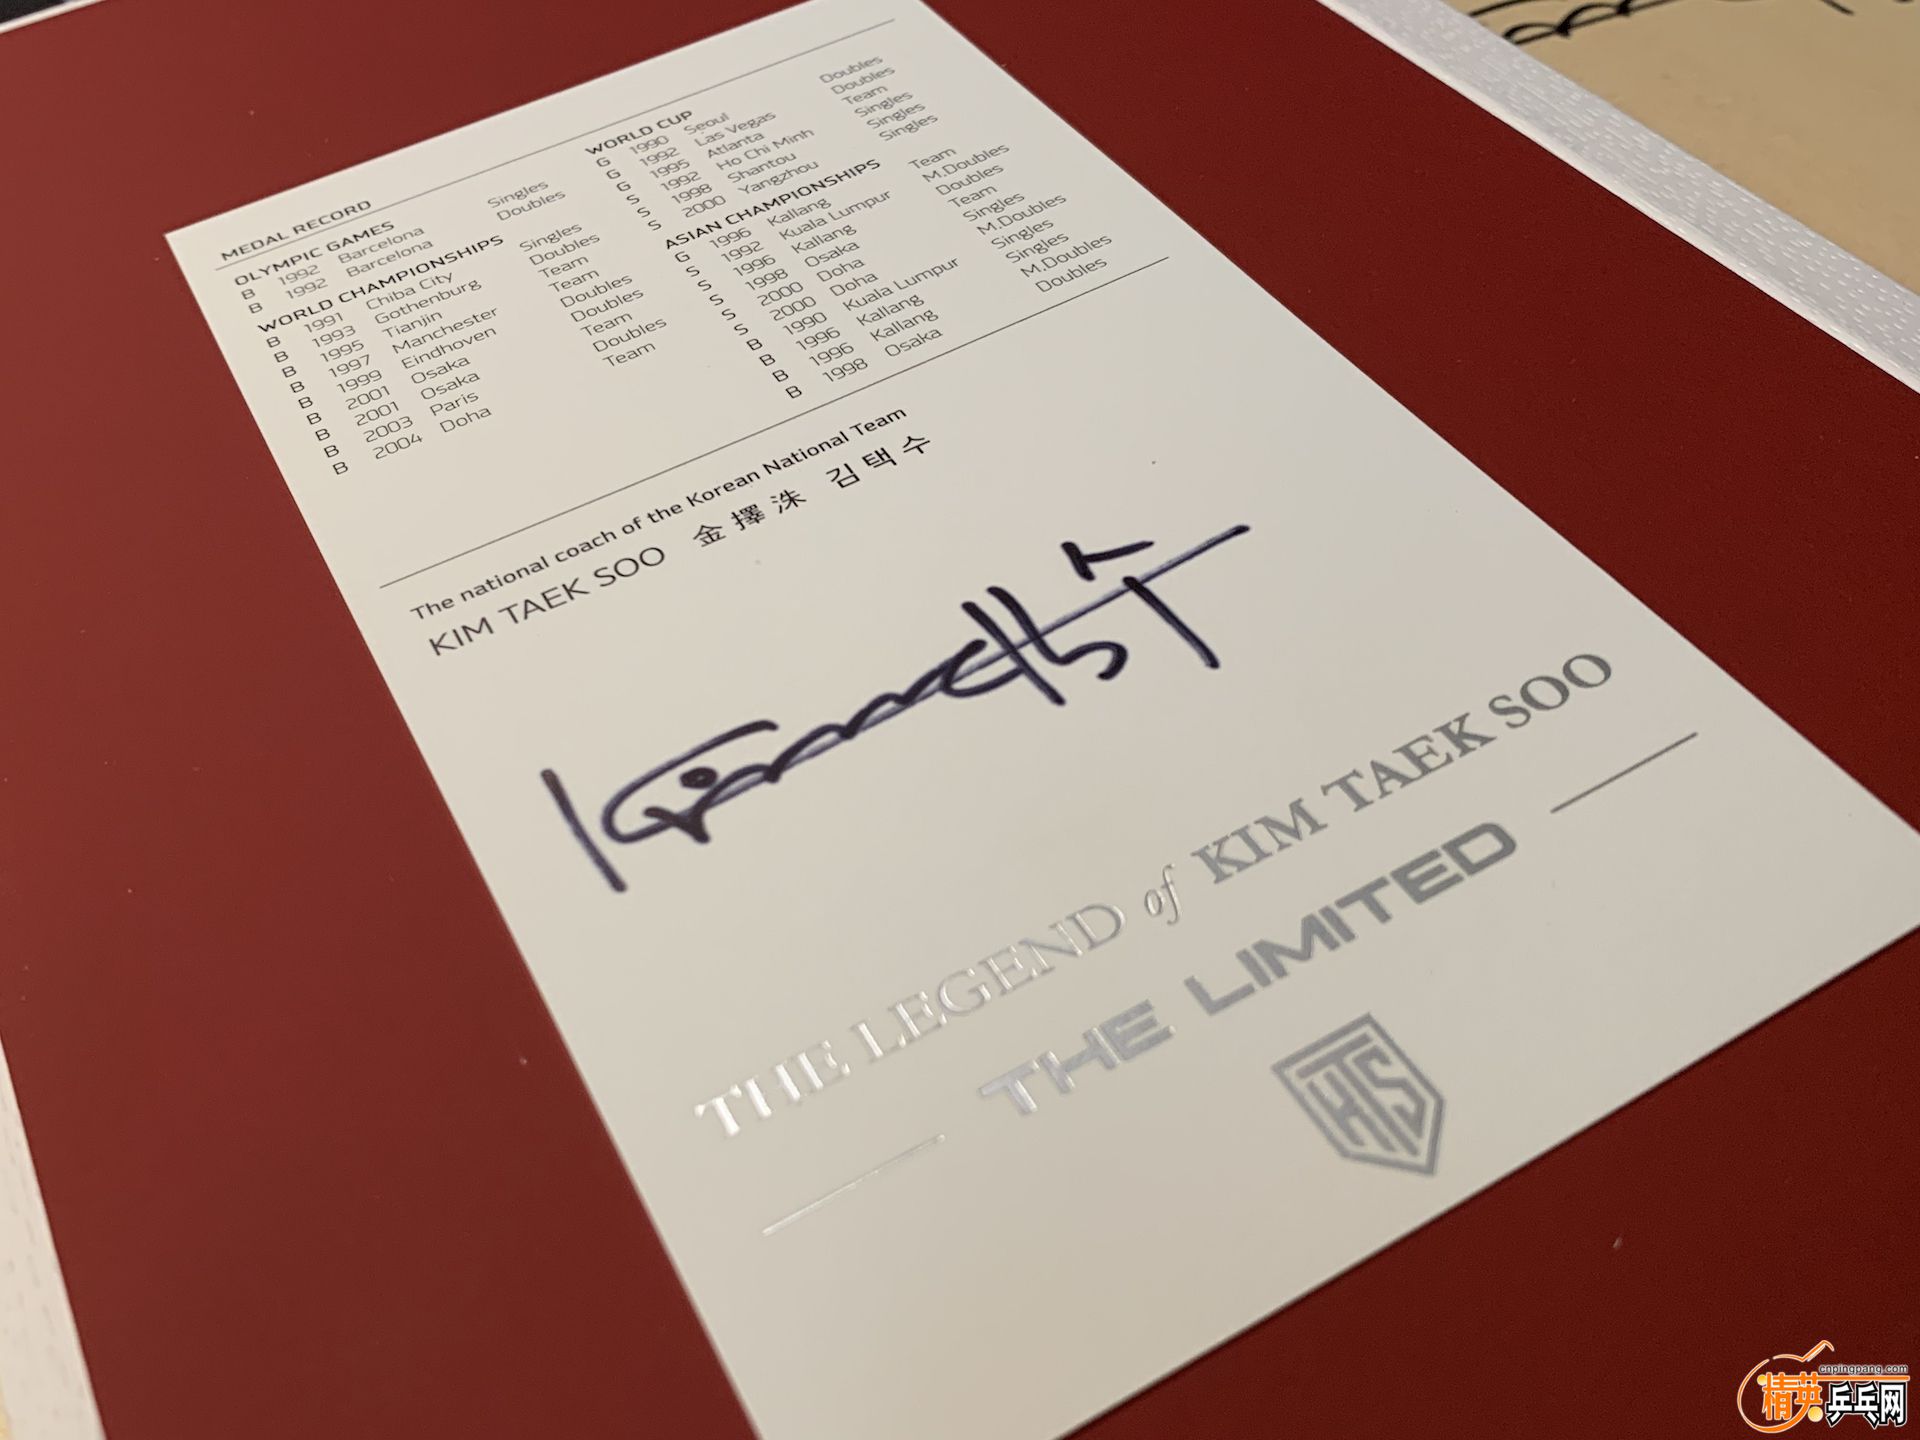 MEDAL RECORD
OLYMPIC GAMES
B 1992 Barcelona Singles
B 1992 Barcelona Doubles
WORLD CHAMPIONSHIPS
B 1991 Chiba City Singles
B 1993 Gothenburg Doubles
B 1995 Tianjin Team
B 1997 Manchester Team
B 1999 Eindhoven Doubles
B 2001 Osaka Doubles
B 2001 Osaka Team
B 2003 Paris Doubles
B 2004 Doha Team
WORLD CUP
G 1990 Seoul Doubles
G 1992 Las Vegas Doubles
G 1995 Atlanta Team
S 1992 Ho Chi Minh Singles
S 1998 Shantou Singles
S 2000 Yangzhou Singles
ASIAN CHAMPIONSHIPS
G 1996 Kallang Team
S 1992 Kuala Lumpur M.Doubles
S 1996 Kallang Doubles
S 1998 Osaka Team
S 2000 Doha Singles
S 2000 Doha M.Doubles
B 1990 Kuala Lumpur Singles
B 1996 Kallang Singles
B 1996 Kallang M.Doubles
B 1998 Osaka Doubles
The national coach of the Korean National Team
KIM TAEK SOO 金擇洙 김택수
THE LEGEND of KIM TAEK SOO
THE LIMITED
KTS
cnpingpang.com
精英乒乓网